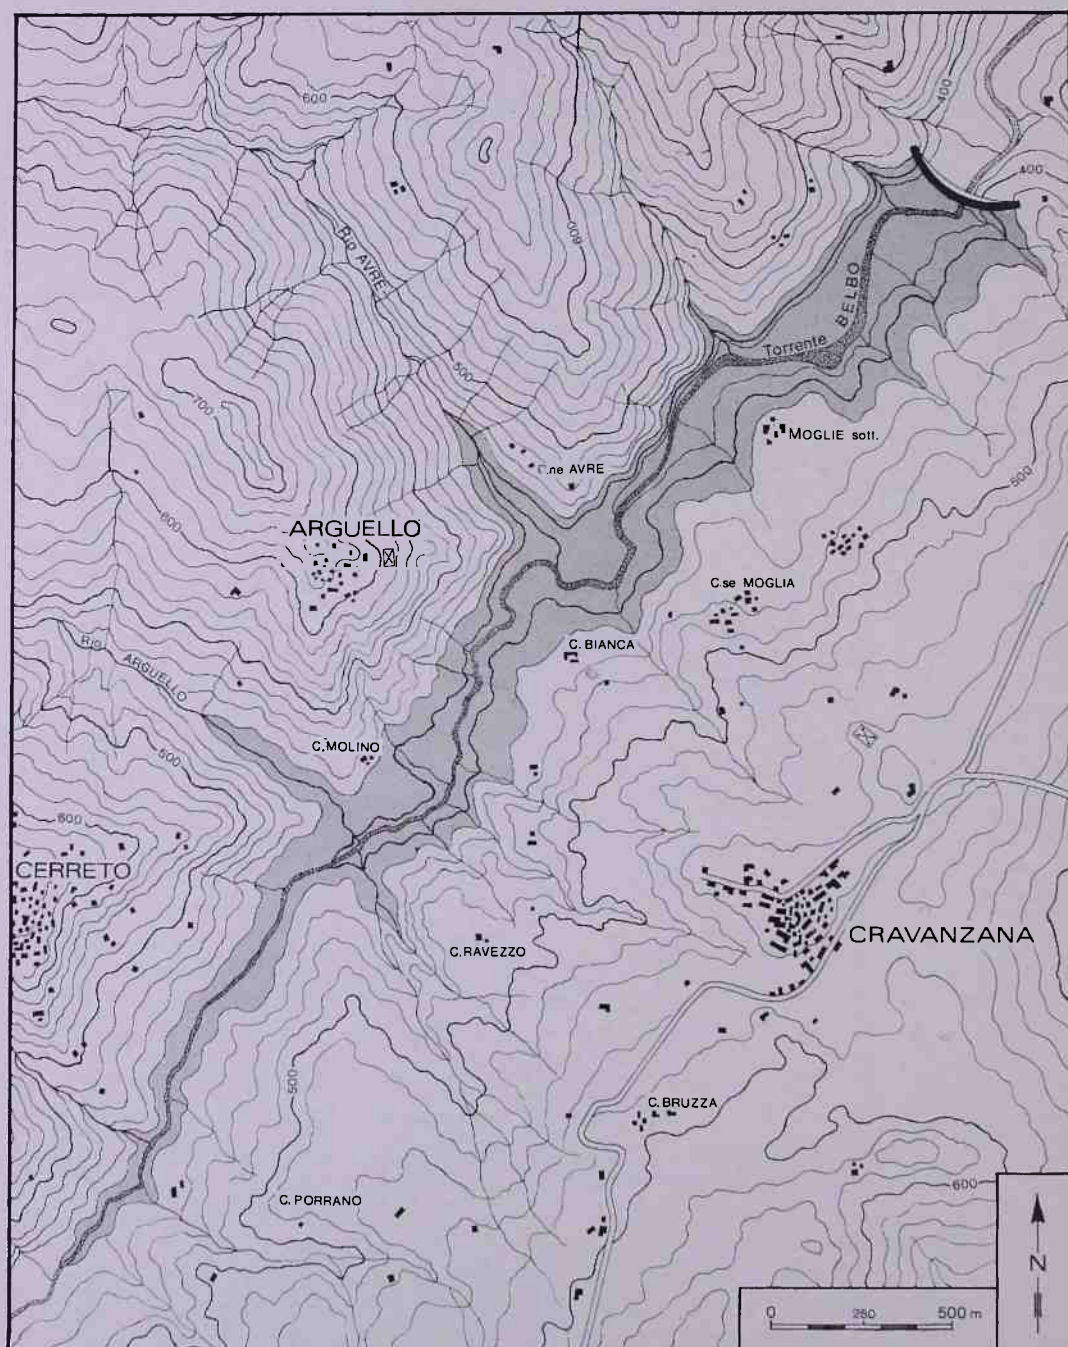 600
400
400
Rio AVRE
600
Torrente BELBO
500
700
MOGLIE sott.
.ne AVRE
500
600
ARGUELLO
C.se MOGLIA
C. BIANCA
Rio ARGUELLO
C. MOLINO
500
600
CERRETO
CRAVANZANA
C. RAVEZZO
500
C. BRUZZA
600
C. PORRANO
N
0 250 500 m